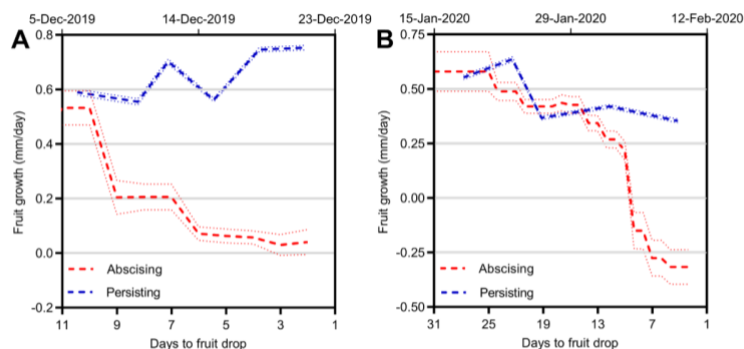 5-Dec-2019 14-Dec-2019 23-Dec-2019
A
0.8
0.6
0.4
0.2
0.0
-0.2
Fruit growth (mm/day)
Abscising
Persisting
11 9 7 5 3 1
Days to fruit drop
15-Jan-2020 29-Jan-2020 12-Feb-2020
B
0.75
0.50
0.25
0.00
-0.25
-0.50
Fruit growth (mm/day)
Abscising
Persisting
31 25 19 13 7 1
Days to fruit drop